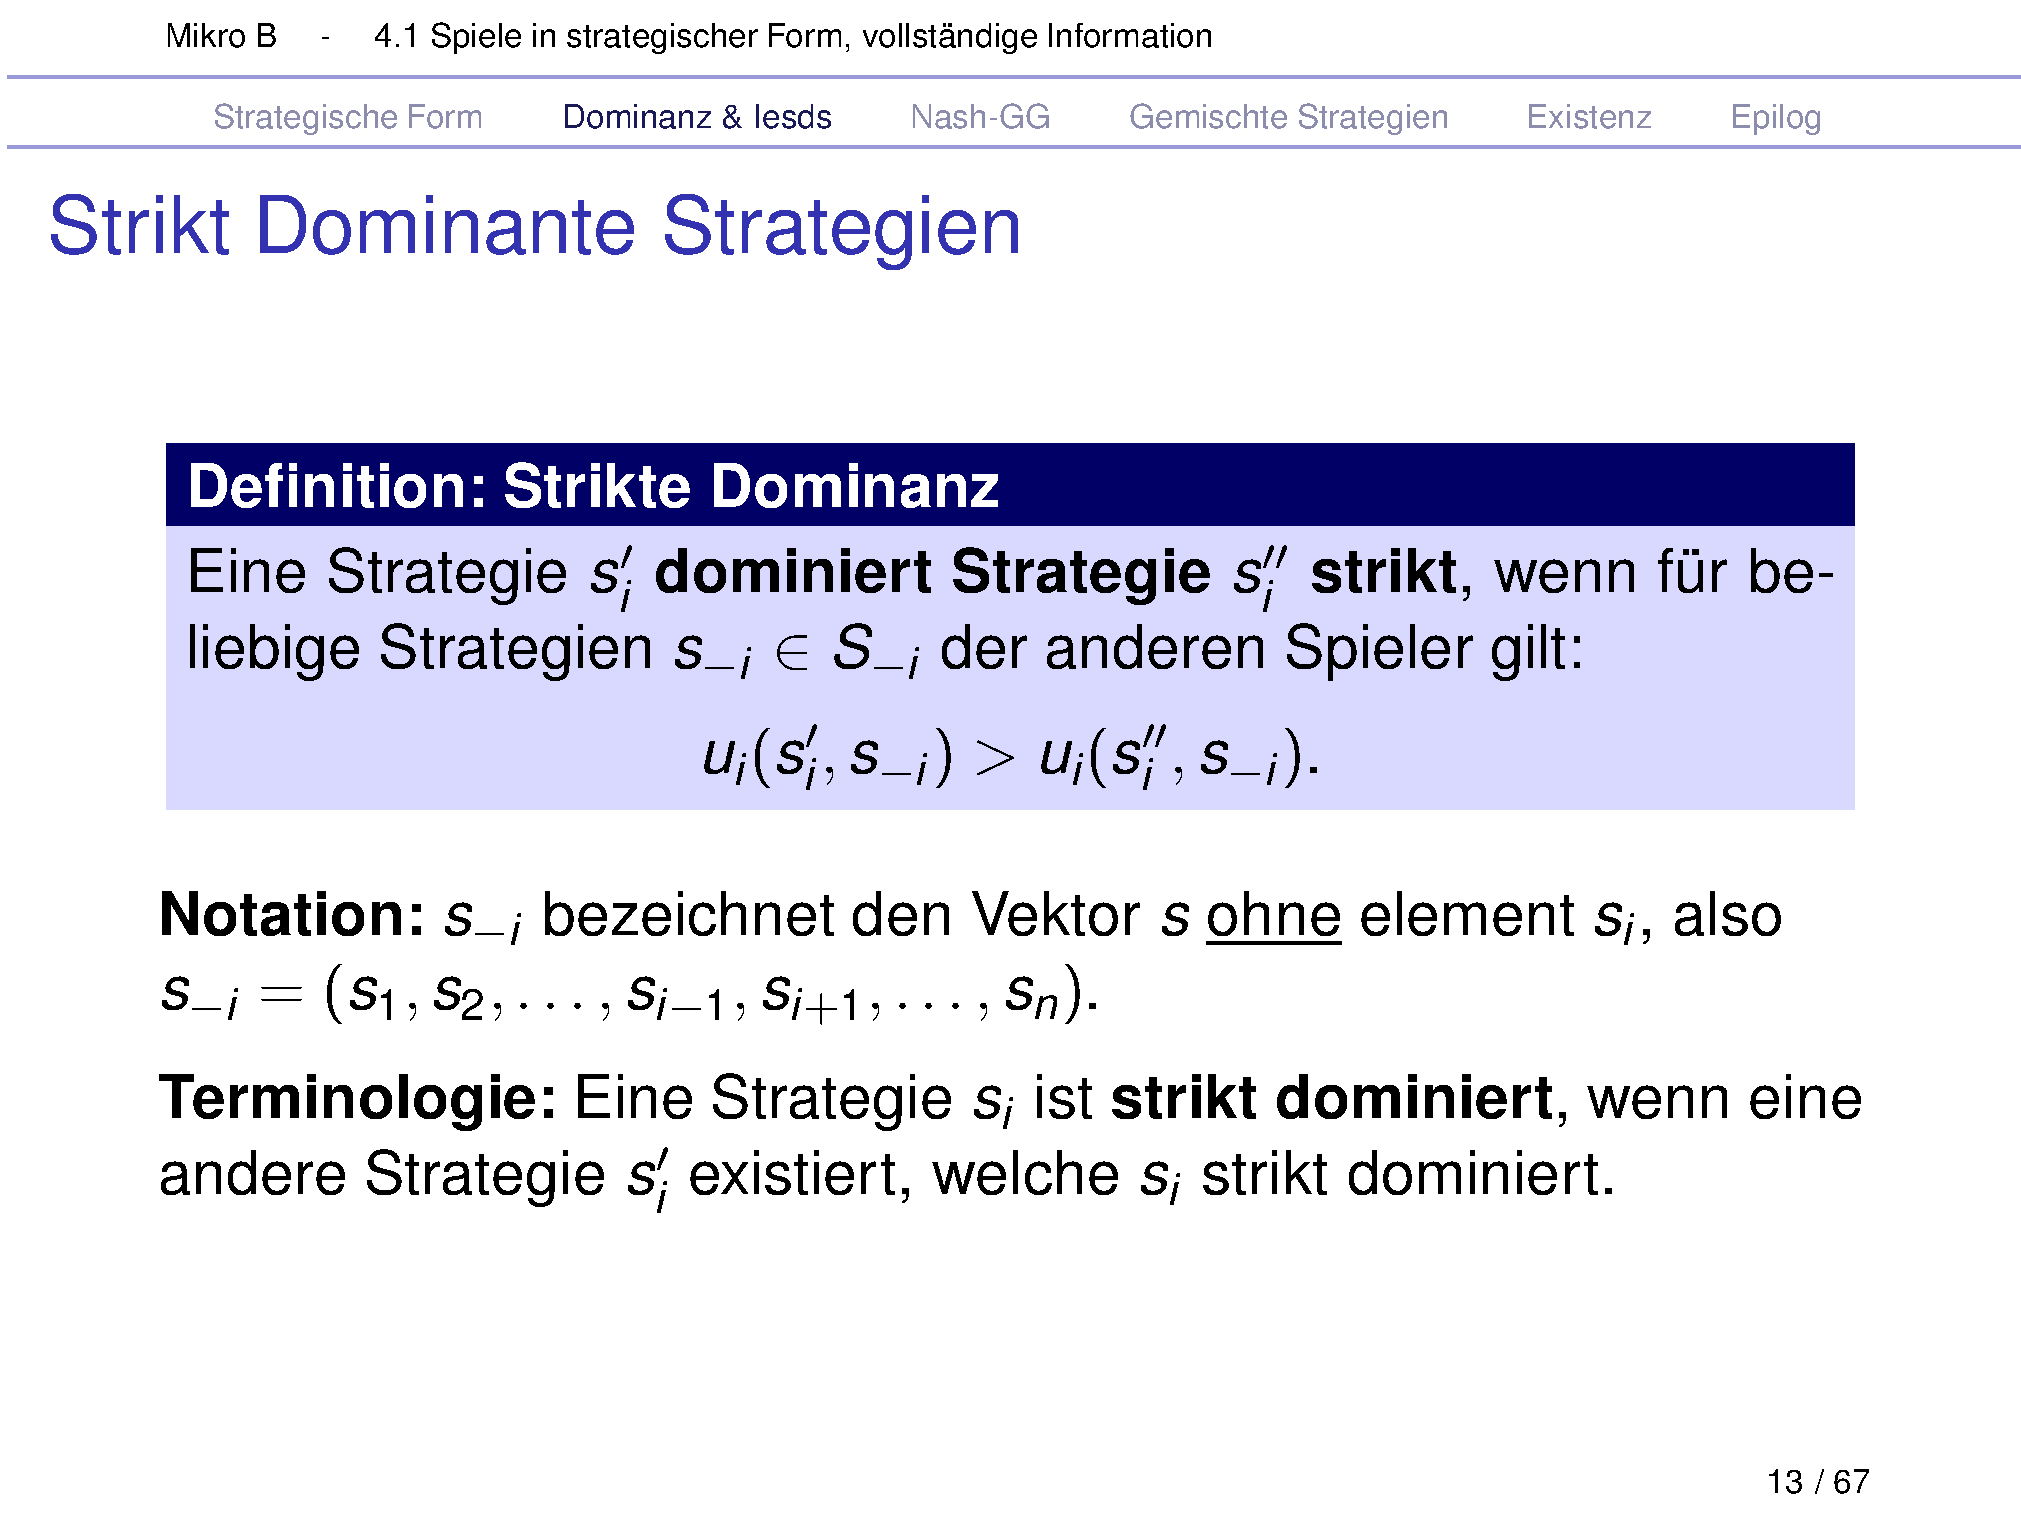 Mikro B - 4.1 Spiele in strategischer Form, vollständige Information
Strategische Form Dominanz & Iesds Nash-GG Gemischte Strategien Existenz Epilog
Strikt Dominante Strategien
Definition: Strikte Dominanz
Eine Strategie $s_i'$ dominiert Strategie $s_i''$ strikt, wenn für be-
liebige Strategien $s_{-i} \in S_{-i}$ der anderen Spieler gilt:
$u_i(s_i', s_{-i}) > u_i(s_i'', s_{-i}).$
Notation: $s_{-i}$ bezeichnet den Vektor $s$ ohne element $s_i$, also
$s_{-i} = (s_1, s_2, \ldots, s_{i-1}, s_{i+1}, \ldots, s_n).$
Terminologie: Eine Strategie $s_i$ ist strikt dominiert, wenn eine
andere Strategie $s_i'$ existiert, welche $s_i$ strikt dominiert.
13 / 67